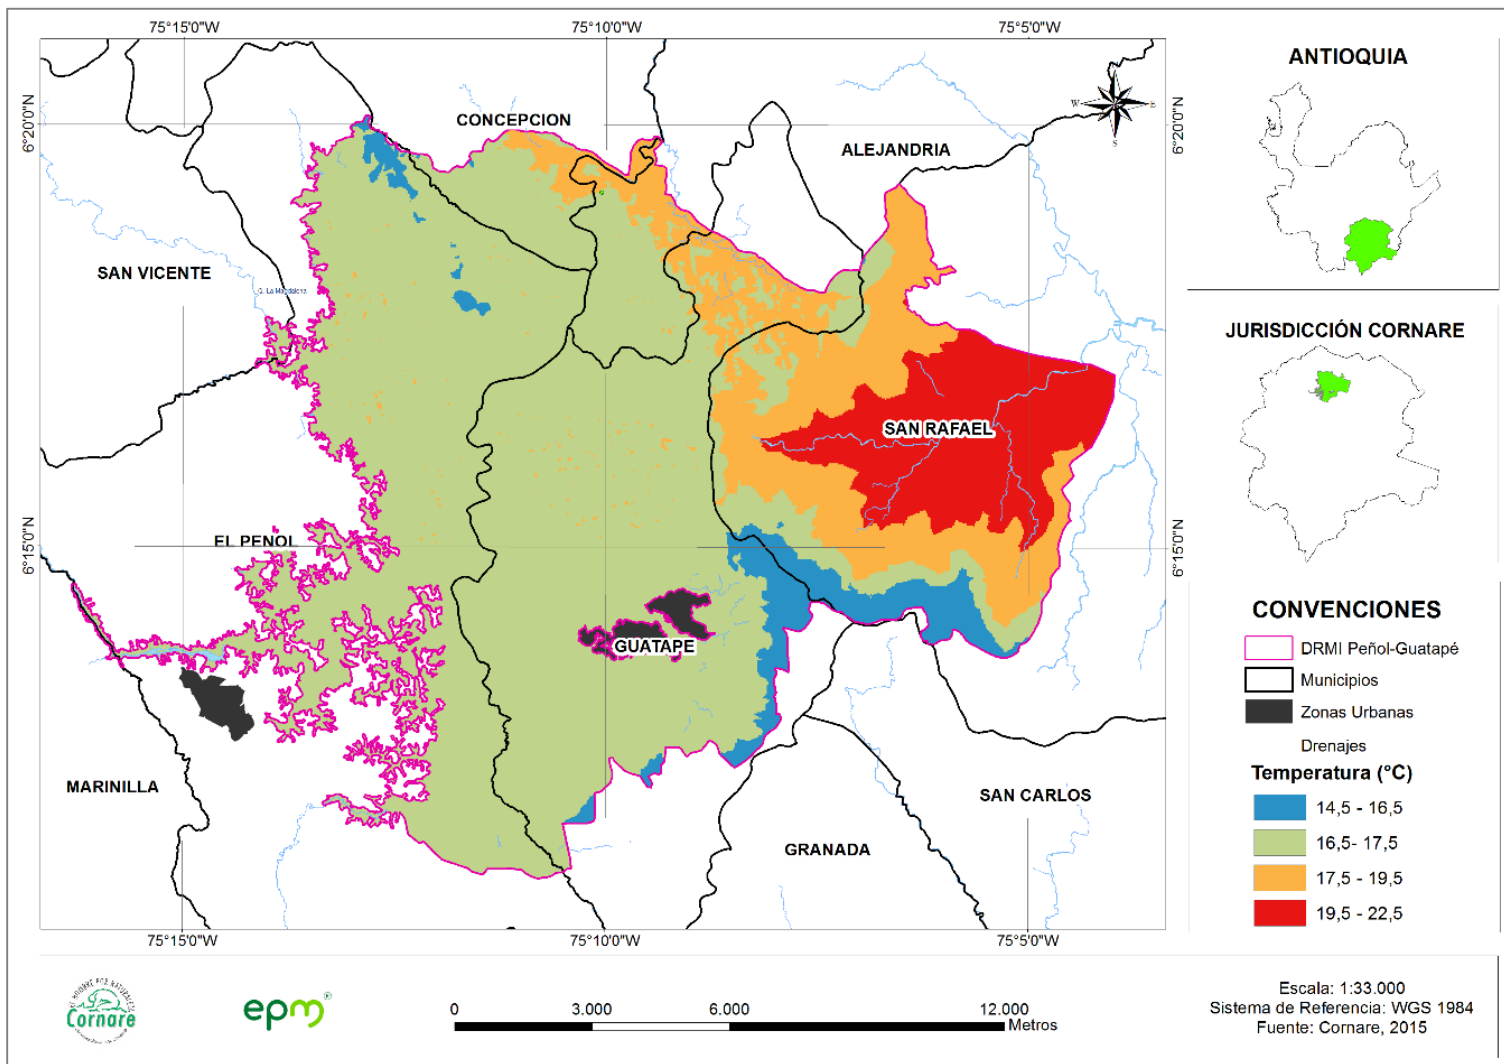 75°15'0"W
75°10'0"W
75°5'0"W
6°20'0"N
6°20'0"N
CONCEPCION
ALEJANDRIA
W
E
S
SAN VICENTE
Q. La Magdalena
SAN RAFAEL
EL PEÑOL
6°15'0"N
6°15'0"N
GUATAPE
MARINILLA
GRANADA
SAN CARLOS
75°15'0"W
75°10'0"W
75°5'0"W
ANTIOQUIA
JURISDICCIÓN CORNARE
CONVENCIONES
DRMI Peñol-Guatapé
Municipios
Zonas Urbanas
Drenajes
Temperatura (°C)
14,5 - 16,5
16,5- 17,5
17,5 - 19,5
19,5 - 22,5
Cornare
epm®
0 3.000 6.000 12.000
Metros
Escala: 1:33.000
Sistema de Referencia: WGS 1984
Fuente: Cornare, 2015